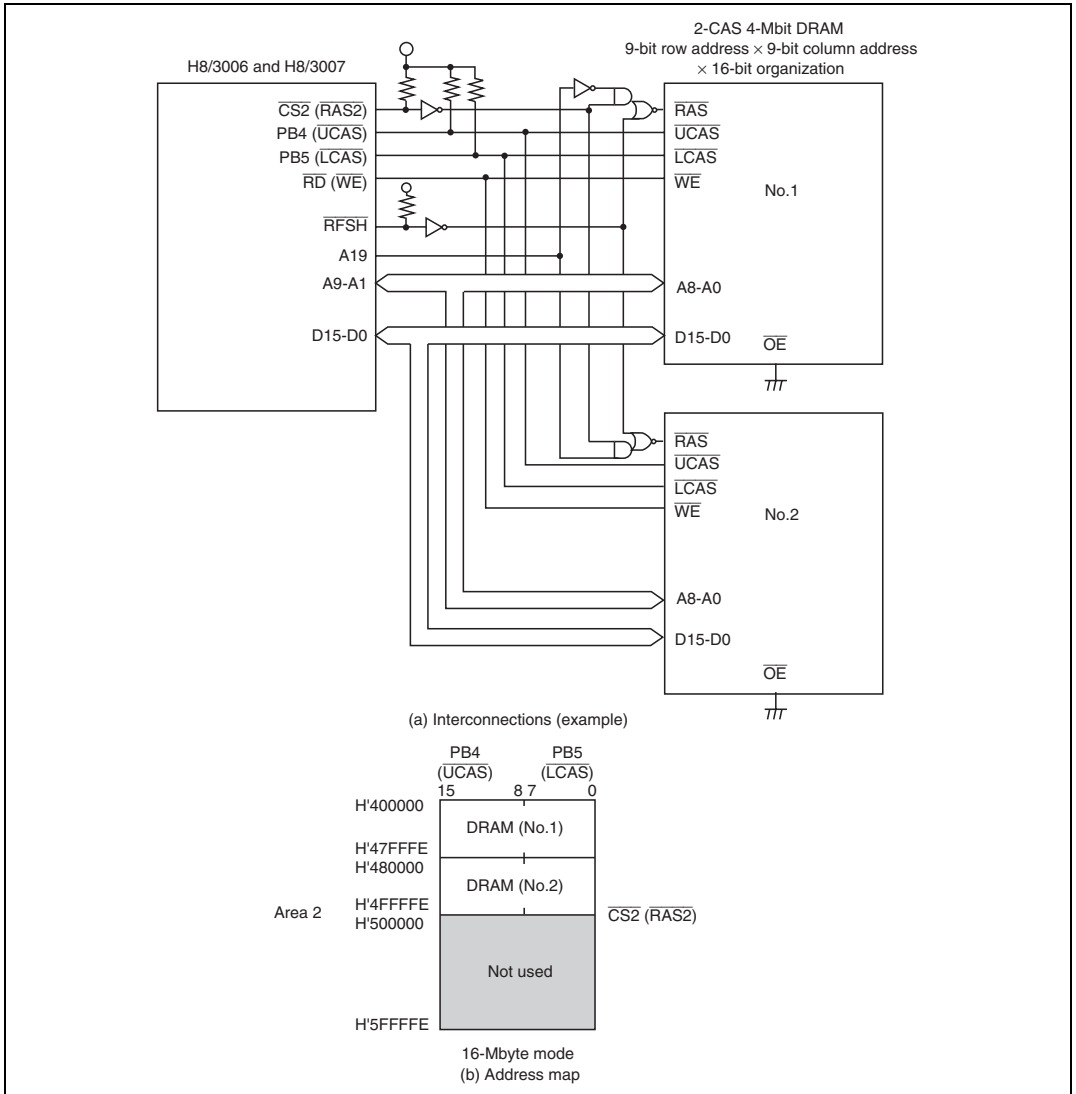 2-CAS 4-Mbit DRAM
9-bit row address × 9-bit column address
× 16-bit organization
H8/3006 and H8/3007
CS2 (RAS2)
PB4 (UCAS)
PB5 (LCAS)
RD (WE)
RFSH
A19
A9-A1
D15-D0
RAS
UCAS
LCAS
WE
No.1
A8-A0
D15-D0
OE
RAS
UCAS
LCAS
WE
No.2
A8-A0
D15-D0
OE
(a) Interconnections (example)
PB4 PB5
(UCAS) (LCAS)
15 8 7 0
H'400000
DRAM (No.1)
H'47FFFE
H'480000
DRAM (No.2)
H'4FFFFE
Area 2 CS2 (RAS2)
H'500000
Not used
H'5FFFFE
16-Mbyte mode
(b) Address map